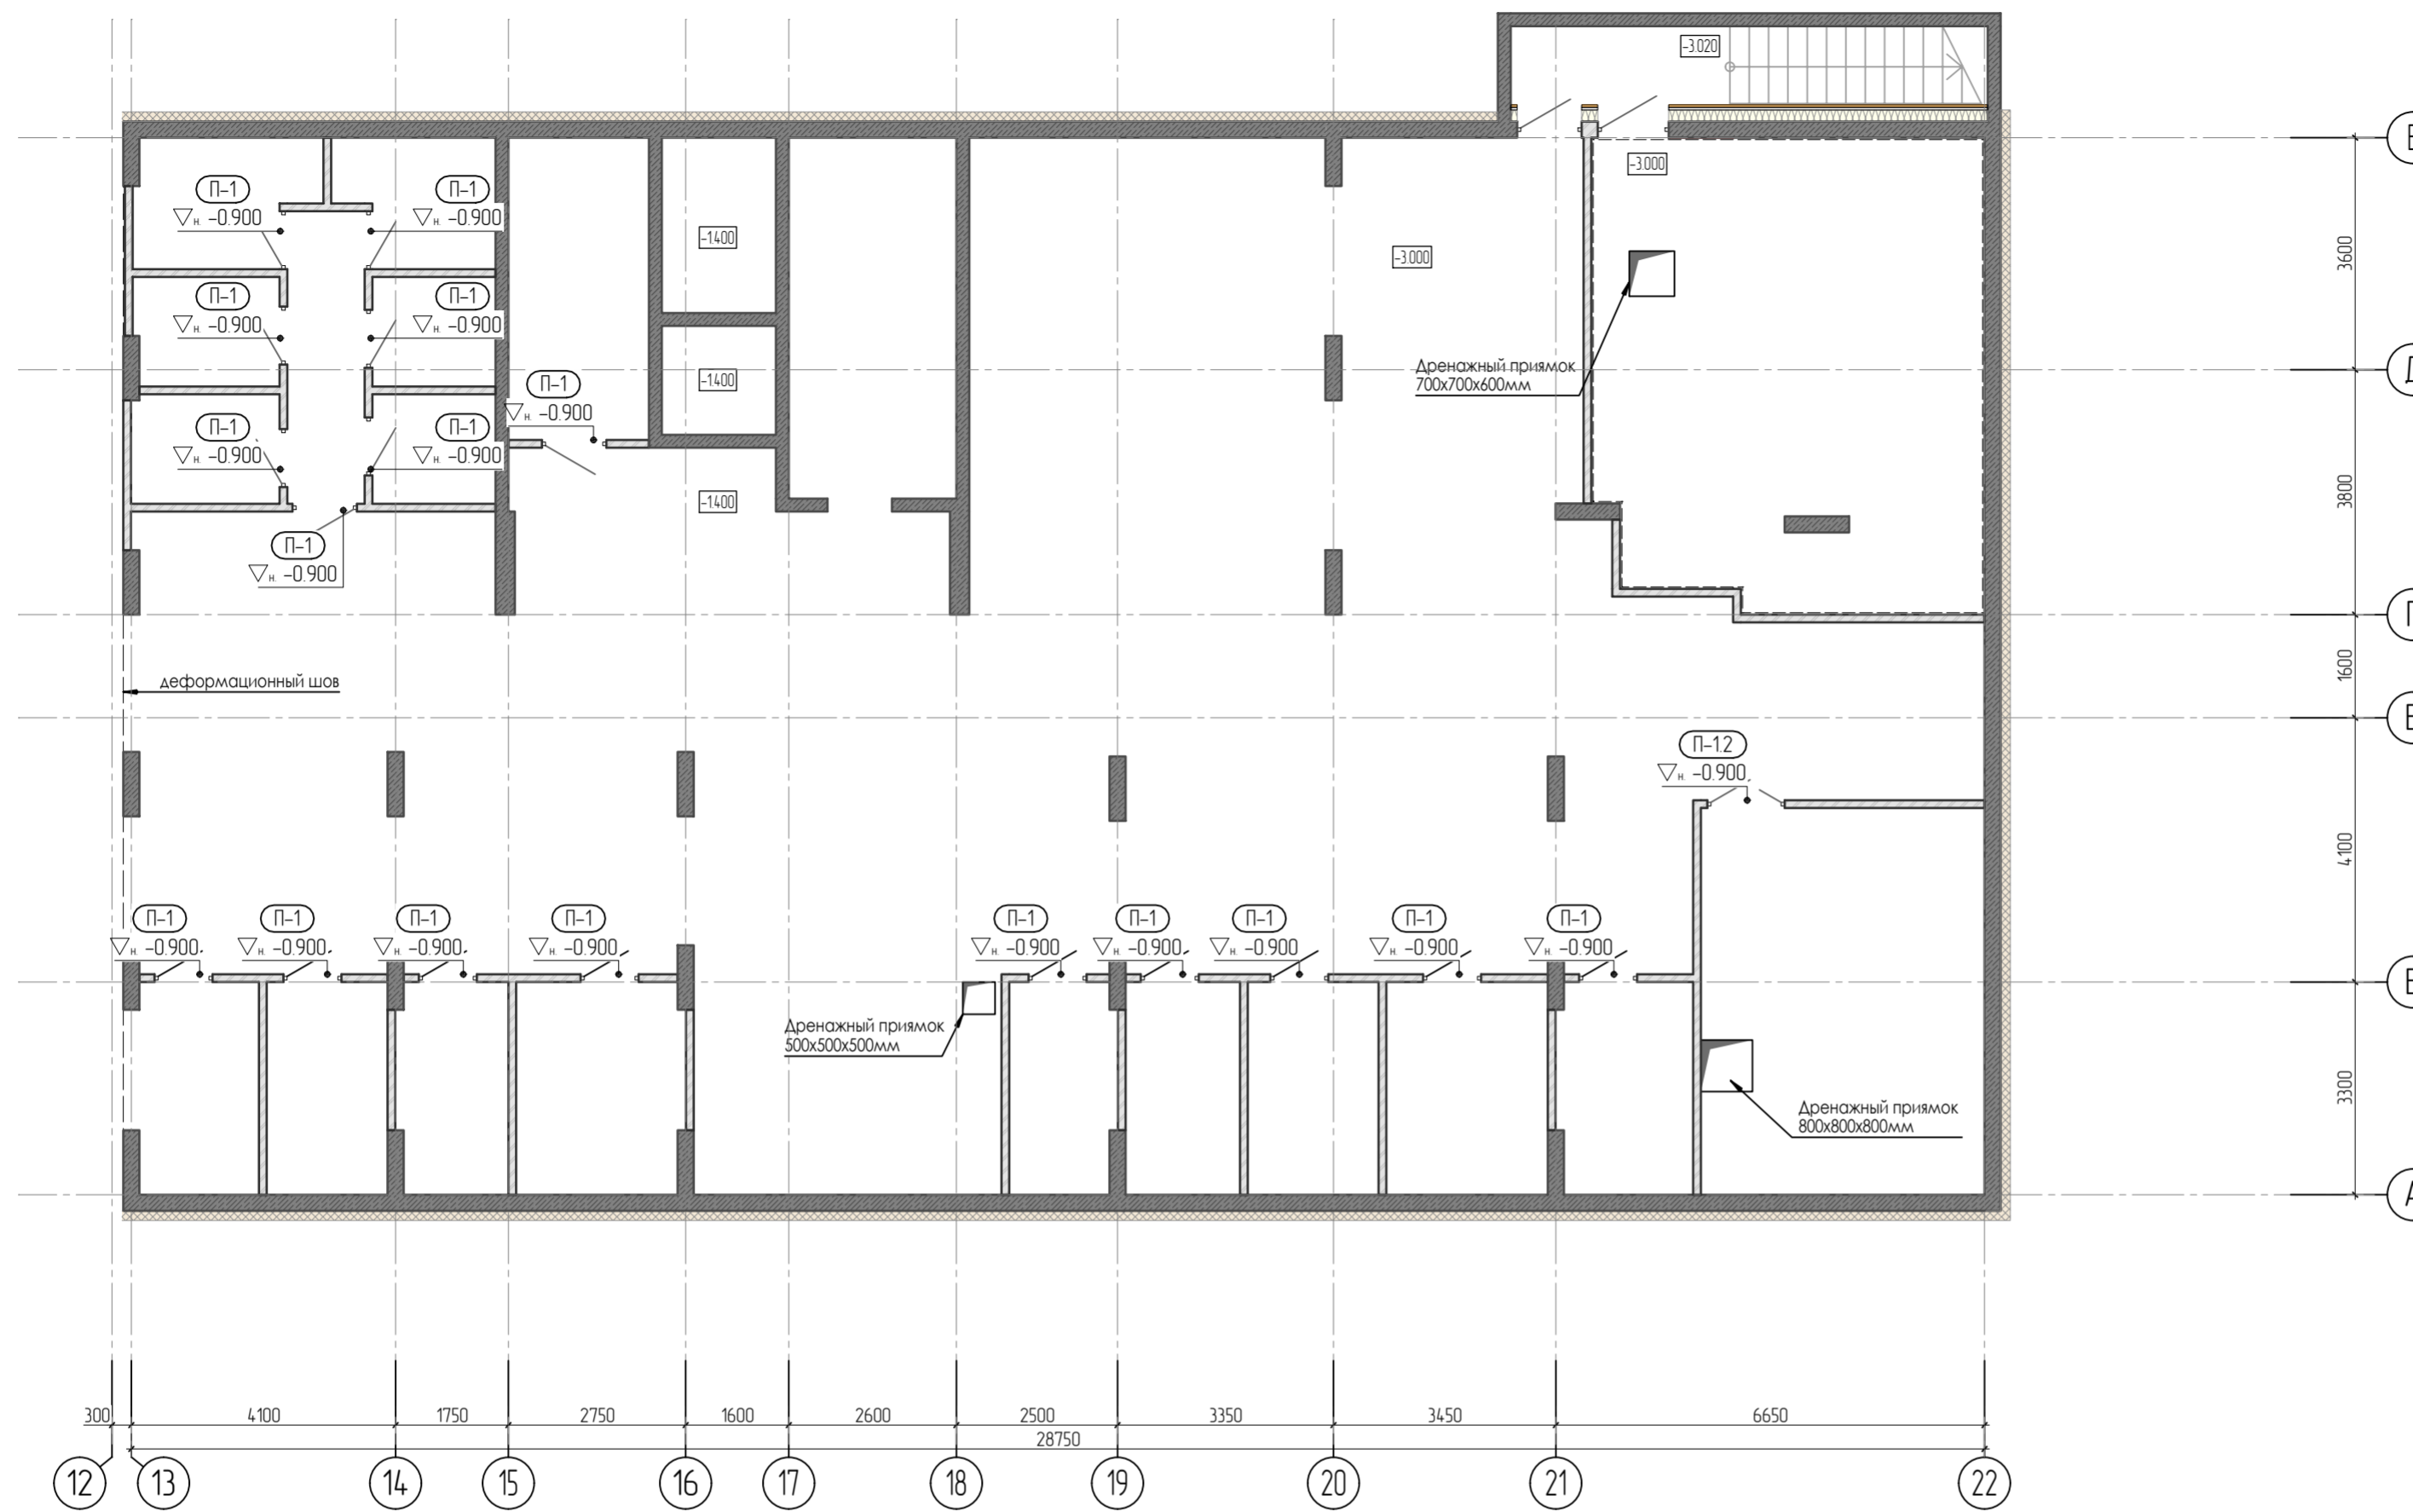 -3.020
-3.000
П-1
▽н. -0.900
П-1
▽н. -0.900
-1.400
-3.000
3600
П-1
▽н. -0.900
П-1
▽н. -0.900
Дренажный приямок
700х700х600мм
-1.400
П-1
▽н. -0.900
П-1
▽н. -0.900
П-1
▽н. -0.900
-1.400
3800
П-1
▽н. -0.900
деформационный шов
1600
П-1.2
▽н. -0.900
4100
П-1
▽н. -0.900
П-1
▽н. -0.900
П-1
▽н. -0.900
П-1
▽н. -0.900
П-1
▽н. -0.900
П-1
▽н. -0.900
П-1
▽н. -0.900
П-1
▽н. -0.900
П-1
▽н. -0.900
Дренажный приямок
500х500х500мм
Дренажный приямок
800х800х800мм
3300
300
4100
1750
2750
1600
2600
2500
3350
3450
6650
28750
12
13
14
15
16
17
18
19
20
21
22